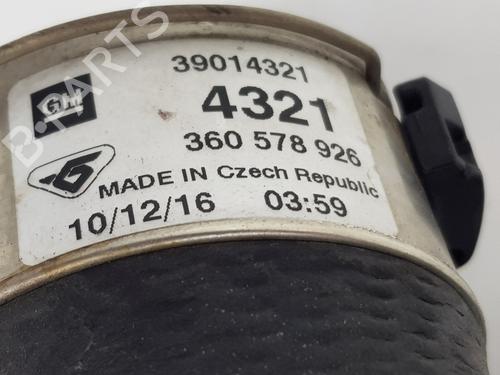 39014321
GM
4321
360 578 926
MADE IN Czech Republic
10/12/16 03:59
B-PARTS